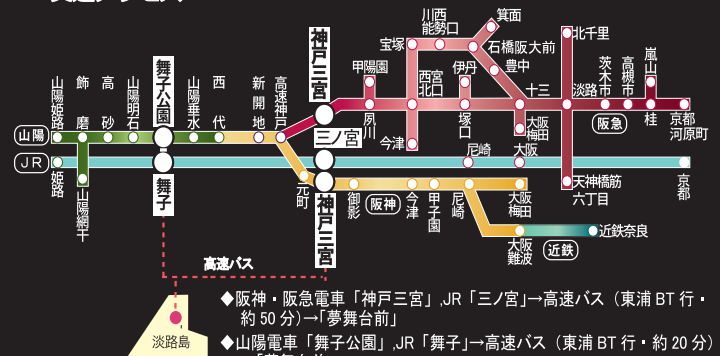 川西
能勢口
箕面
宝塚
石橋阪大前
北千里
神戸三宮
甲陽園
西宮
北口
伊丹
豊中
十三
淡路
茨木市
高槻市
嵐山
舞子公園
山陽姫路
飾磨
高砂
山陽明石
山陽垂水
西代
新開地
高速神戸
夙川
塚口
大阪
梅田
阪急
桂
京都
河原町
山陽
三ノ宮
今津
JR
姫路
尼崎
大阪
京都
山陽網干
舞子
元町
神戸三宮
御影
阪神
今津
甲子園
尼崎
大阪
梅田
天神橋筋
六丁目
大阪
難波
近鉄
近鉄奈良
高速バス
淡路島
◆阪神・阪急電車「神戸三宮」,JR「三ノ宮」→高速バス（東浦BT行・
約50分）→「夢舞台前」
◆山陽電車「舞子公園」,JR「舞子」→高速バス（東浦BT行・約20分）